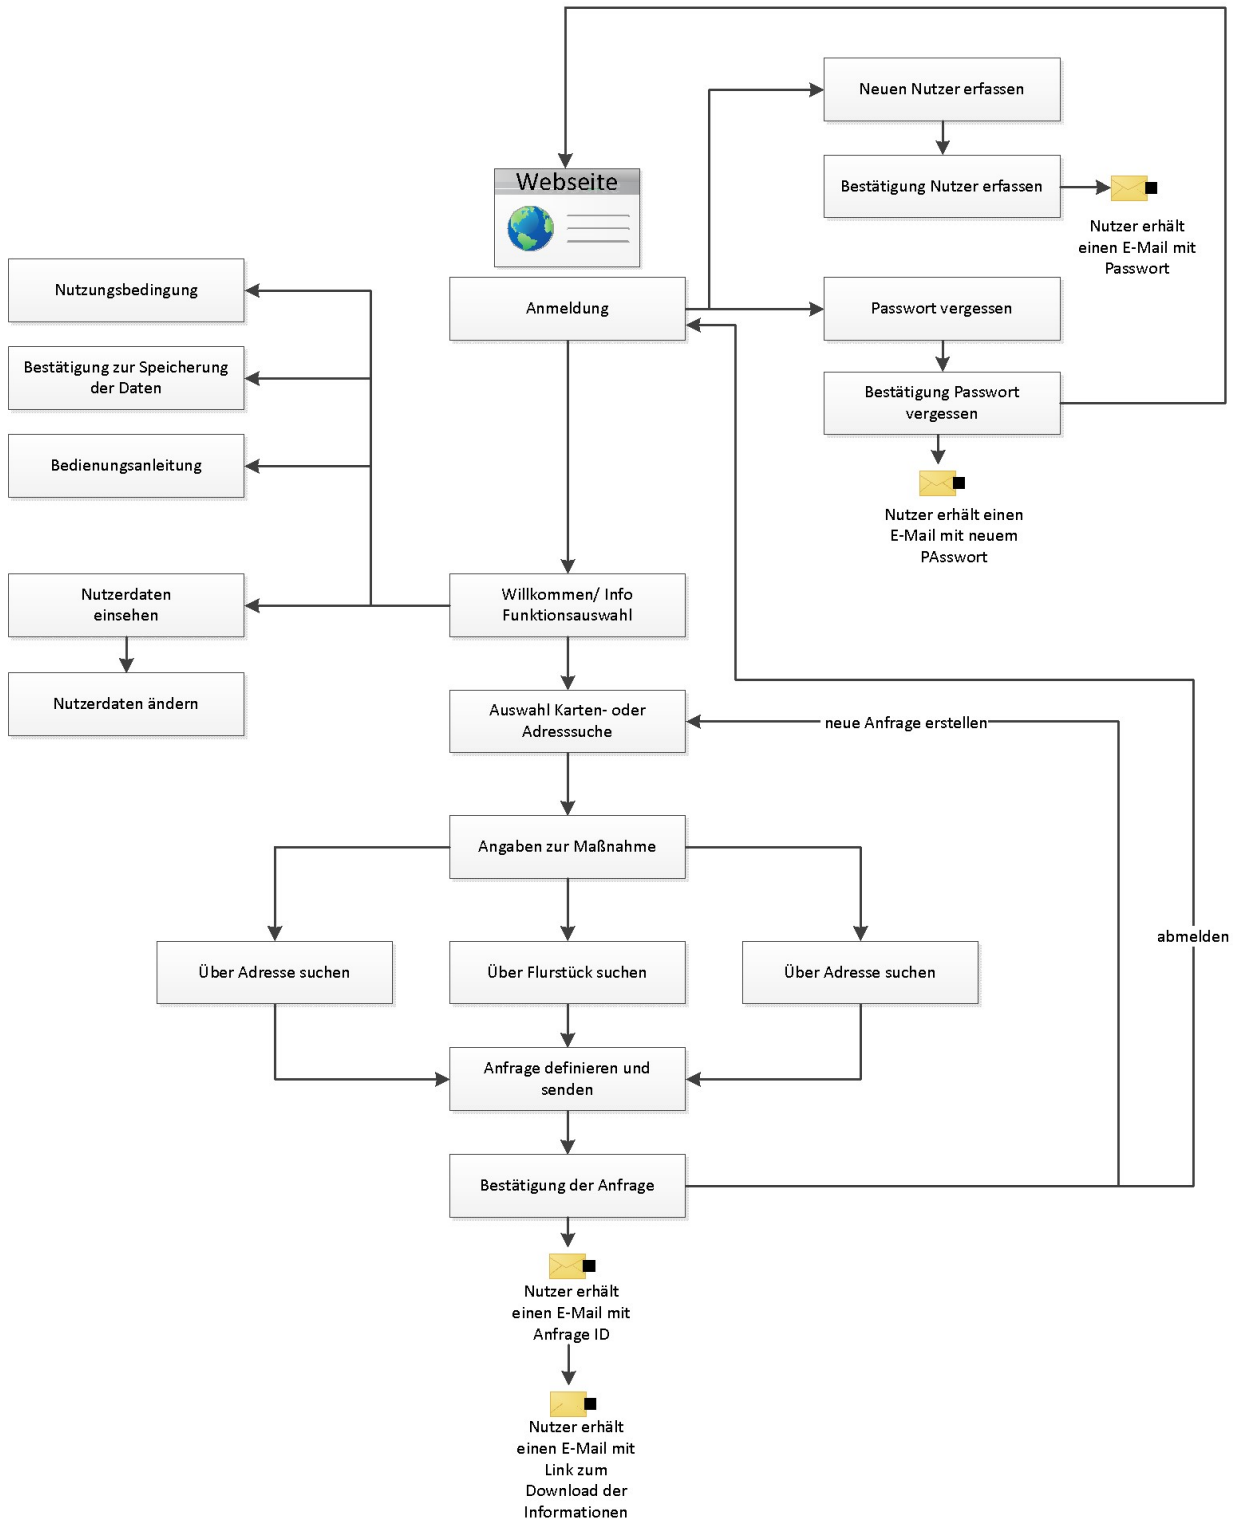 Neuen Nutzer erfassen
Webseite
Bestätigung Nutzer erfassen
Nutzer erhält
einen E-Mail mit
Passwort
Nutzungsbedingung
Anmeldung
Passwort vergessen
Bestätigung zur Speicherung
der Daten
Bestätigung Passwort
vergessen
Bedienungsanleitung
Nutzer erhält einen
E-Mail mit neuem
PAsswort
Nutzerdaten
einsehen
Willkommen/ Info
Funktionsauswahl
Nutzerdaten ändern
Auswahl Karten- oder
Adresssuche
neue Anfrage erstellen
Angaben zur Maßnahme
abmelden
Über Adresse suchen
Über Flurstück suchen
Über Adresse suchen
Anfrage definieren und
senden
Bestätigung der Anfrage
Nutzer erhält
einen E-Mail mit
Anfrage ID
Nutzer erhält
einen E-Mail mit
Link zum
Download der
Informationen